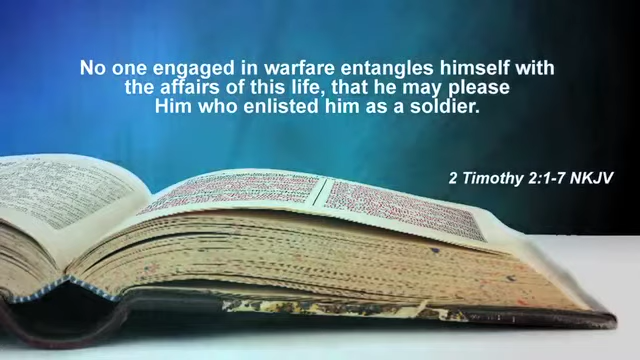 No one engaged in warfare entangles himself with
the affairs of this life, that he may please
Him who enlisted him as a soldier.
2 Timothy 2:1-7 NKJV